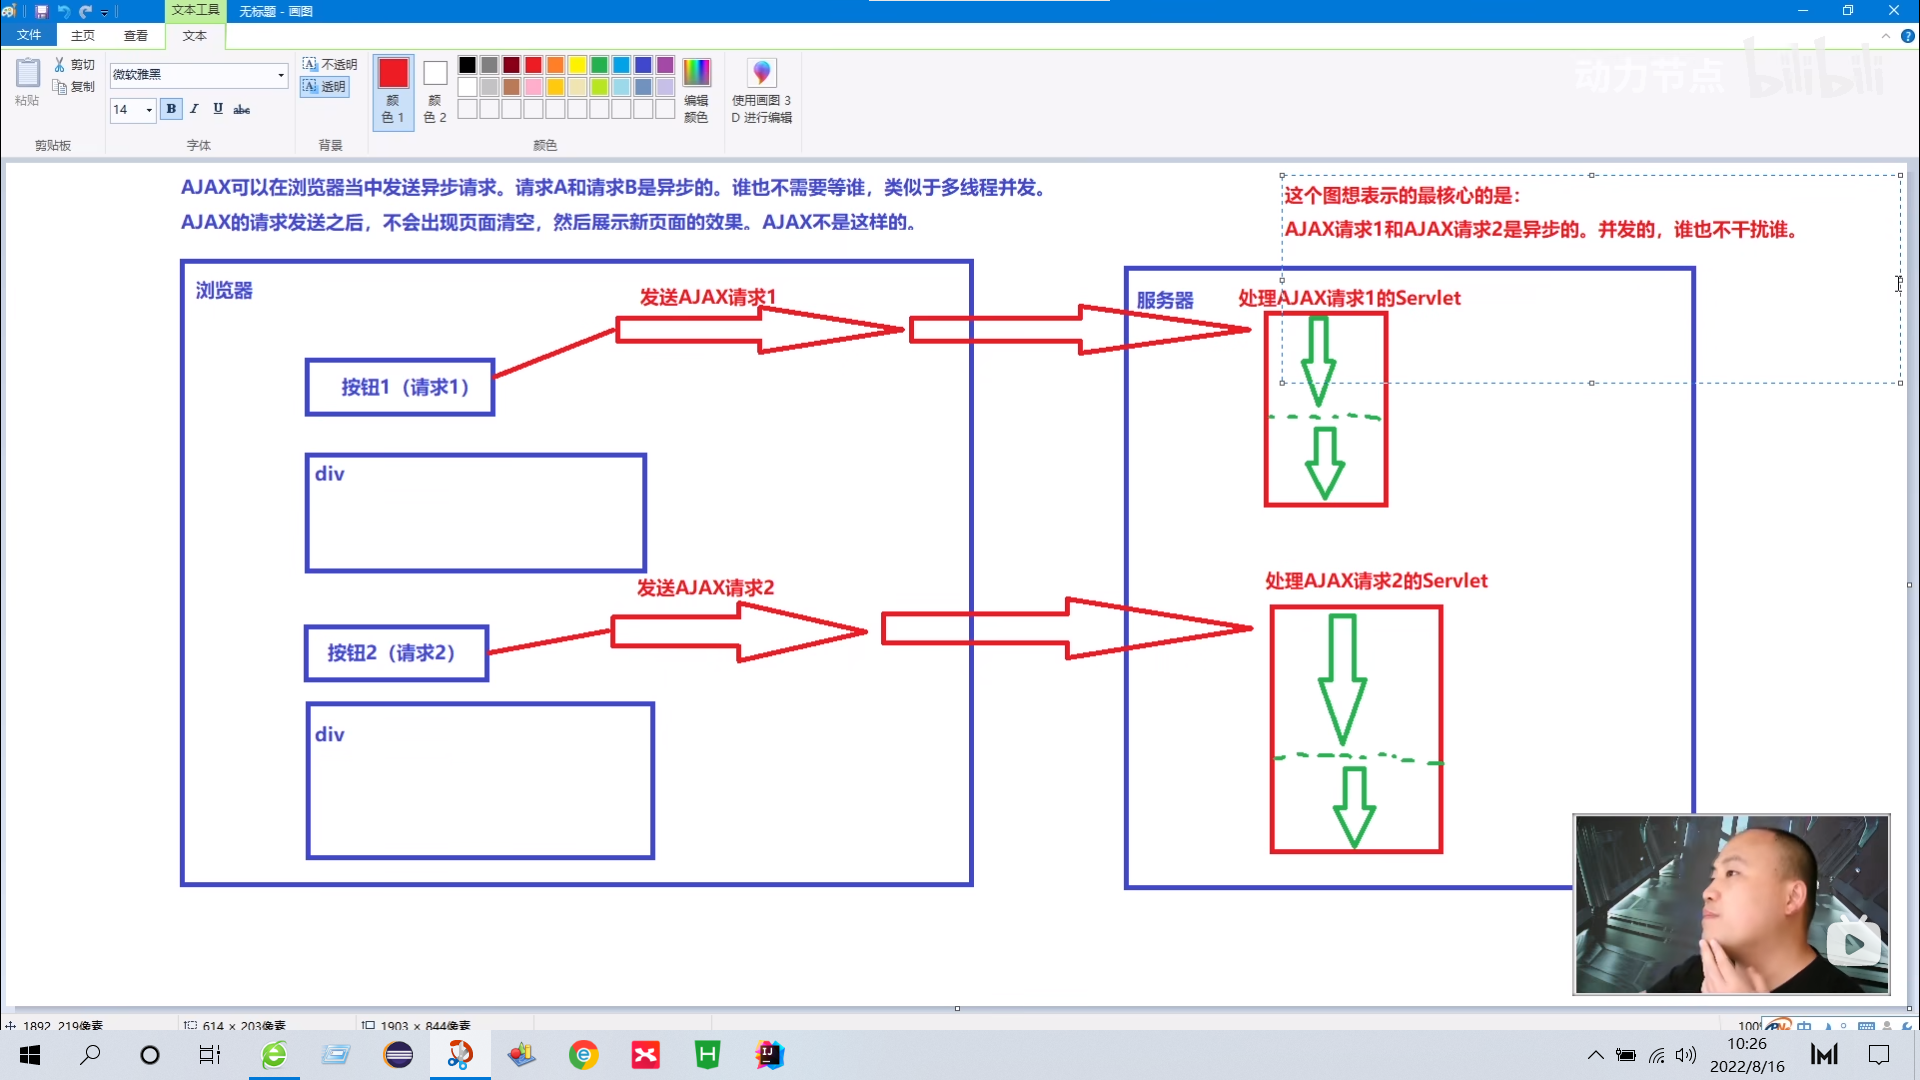 文本工具
无标题 - 画图
文件
主页
查看
文本
粘贴
剪切
复制
剪贴板
微软雅黑
14
B I U abc
字体
A 不透明
A 透明
背景
颜
色 1
颜
色 2
编辑
颜色
颜色
使用画图 3
D 进行编辑
动力节点 bilibili
AJAX可以在浏览器当中发送异步请求。请求A和请求B是异步的。谁也不需要等谁，类似于多线程并发。
AJAX的请求发送之后，不会出现页面清空，然后展示新页面的效果。AJAX不是这样的。
这个图想表示的最核心的是：
AJAX请求1和AJAX请求2是异步的。并发的，谁也不干扰谁。
浏览器
发送AJAX请求1
服务器
处理AJAX请求1的Servlet
按钮1（请求1）
div
发送AJAX请求2
处理AJAX请求2的Servlet
按钮2（请求2）
div
1892, 219像素
614 × 203像素
1903 × 844像素
中
10:26
2022/8/16